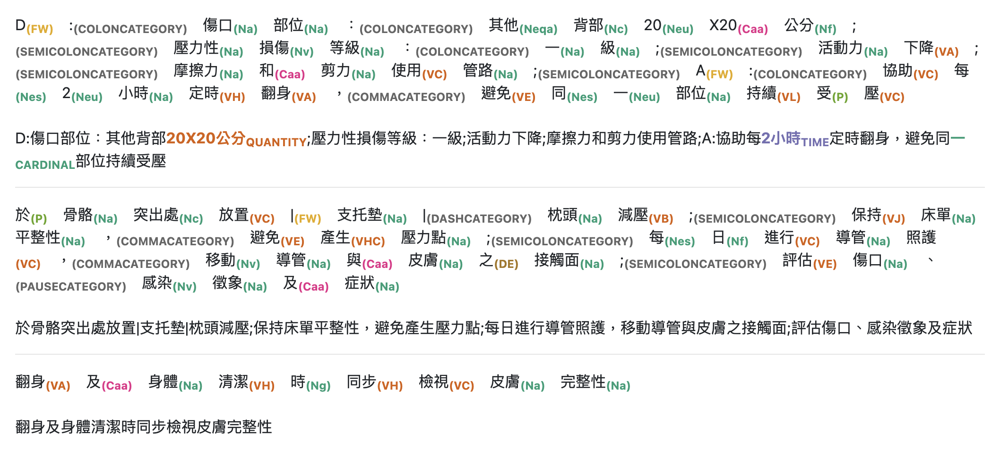 D(FW) :(COLONCATEGORY) 傷口(Na) 部位(Na) ：(COLONCATEGORY) 其他(Neqa) 背部(Nc) 20(Neu) X20(Caa) 公分(Nf) ;
(SEMICOLONCATEGORY) 壓力性(Na) 損傷(Nv) 等級(Na) ：(COLONCATEGORY) 一(Na) 級(Na) ;(SEMICOLONCATEGORY) 活動力(Na) 下降(VA) ;
(SEMICOLONCATEGORY) 摩擦力(Na) 和(Caa) 剪力(Na) 使用(VC) 管路(Na) ;(SEMICOLONCATEGORY) A(FW) :(COLONCATEGORY) 協助(VC) 每
(Nes) 2(Neu) 小時(Na) 定時(VH) 翻身(VA) ，(COMMACATEGORY) 避免(VE) 同(Nes) 一(Neu) 部位(Na) 持續(VL) 受(P) 壓(VC)
D:傷口部位：其他背部20X20公分QUANTITY;壓力性損傷等級：一級;活動力下降;摩擦力和剪力使用管路;A:協助每2小時TIME定時翻身，避免同一
CARDINAL部位持續受壓
於(P) 骨骼(Na) 突出處(Nc) 放置(VC) |(FW) 支托墊(Na) |(DASHCATEGORY) 枕頭(Na) 減壓(VB) ;(SEMICOLONCATEGORY) 保持(VJ) 床單(Na)
平整性(Na) ，(COMMACATEGORY) 避免(VE) 產生(VHC) 壓力點(Na) ;(SEMICOLONCATEGORY) 每(Nes) 日(Nf) 進行(VC) 導管(Na) 照護
(VC) ，(COMMACATEGORY) 移動(Nv) 導管(Na) 與(Caa) 皮膚(Na) 之(DE) 接觸面(Na) ;(SEMICOLONCATEGORY) 評估(VE) 傷口(Na) 、
(PAUSECATEGORY) 感染(Nv) 徵象(Na) 及(Caa) 症狀(Na)
於骨骼突出處放置|支托墊|枕頭減壓;保持床單平整性，避免產生壓力點;每日進行導管照護，移動導管與皮膚之接觸面;評估傷口、感染徵象及症狀
翻身(VA) 及(Caa) 身體(Na) 清潔(VH) 時(Ng) 同步(VH) 檢視(VC) 皮膚(Na) 完整性(Na)
翻身及身體清潔時同步檢視皮膚完整性